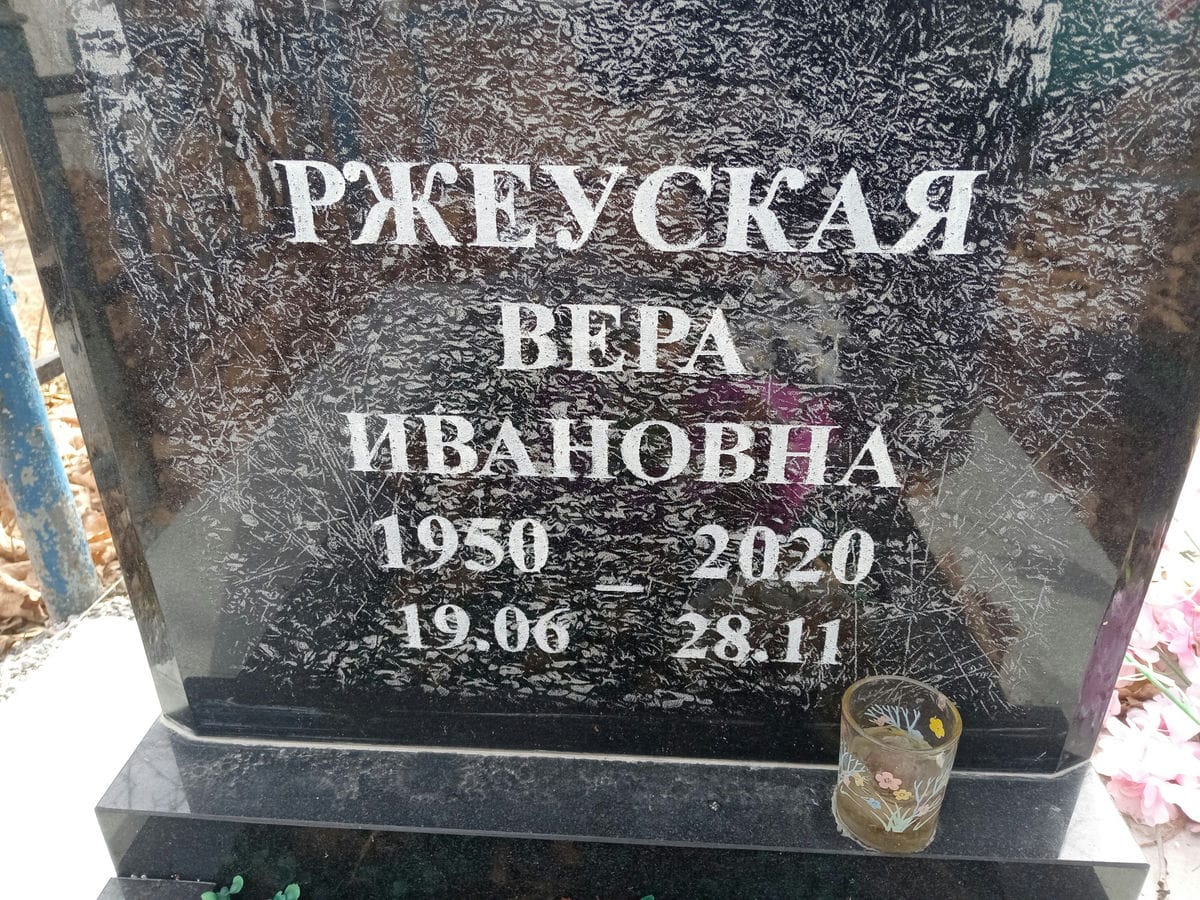 РЖЕУСКАЯ
ВЕРА
ИВАНОВНА
1950 – 2020
19.06 28.11